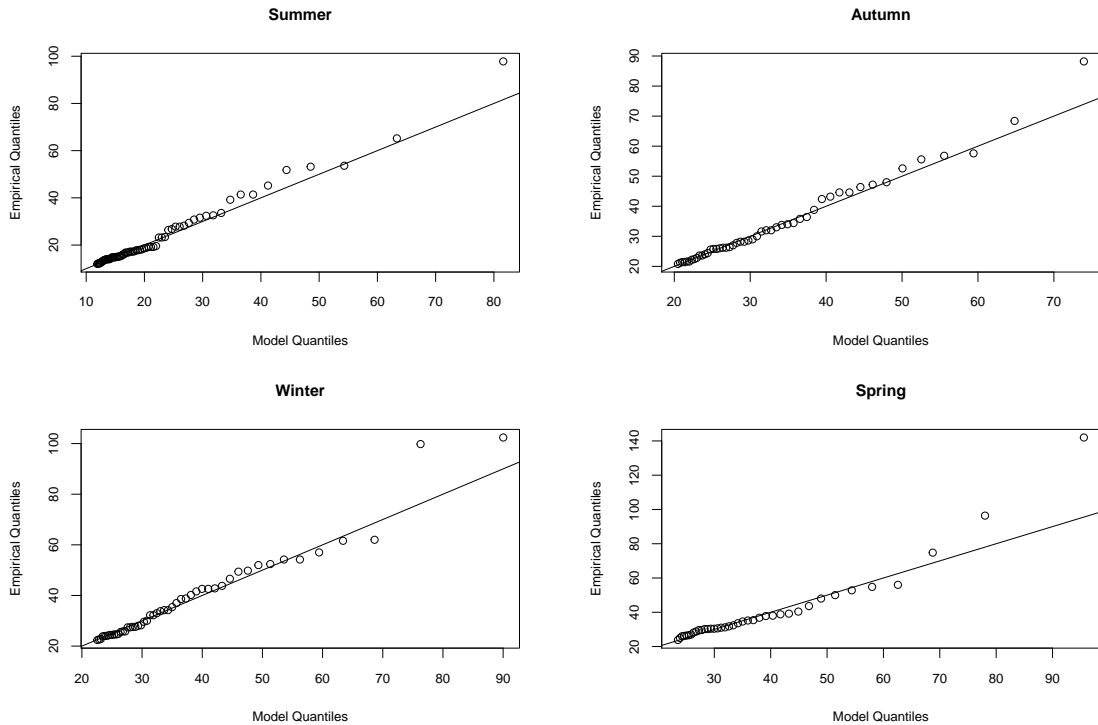 Summer
Empirical Quantiles
20 40 60 80 100
10 20 30 40 50 60 70 80
Model Quantiles
Autumn
Empirical Quantiles
20 30 40 50 60 70 80 90
20 30 40 50 60 70
Model Quantiles
Winter
Empirical Quantiles
20 40 60 80 100
20 30 40 50 60 70 80 90
Model Quantiles
Spring
Empirical Quantiles
20 40 60 80 100 120 140
30 40 50 60 70 80 90
Model Quantiles